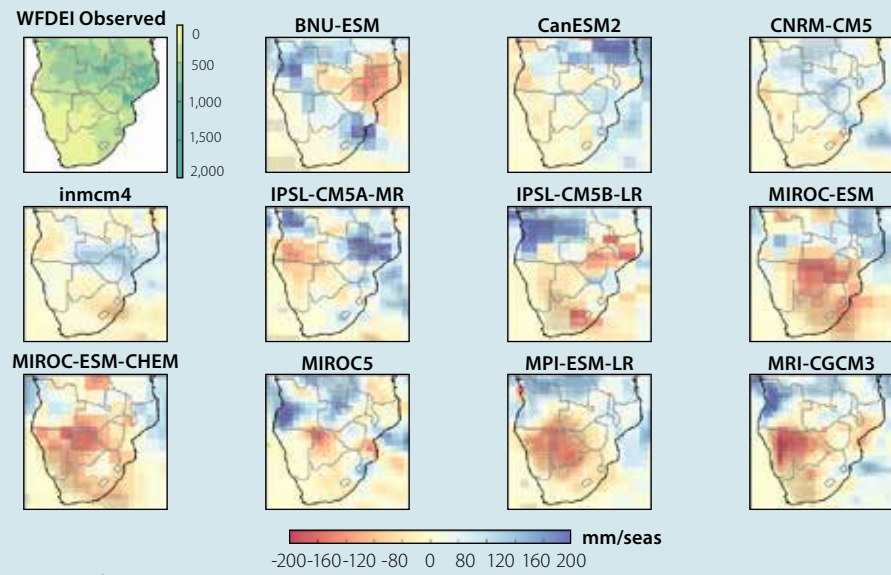 WFDEI Observed
0
500
1,000
1,500
2,000
BNU-ESM
CanESM2
CNRM-CM5
inmcm4
IPSL-CM5A-MR
IPSL-CM5B-LR
MIROC-ESM
MIROC-ESM-CHEM
MIROC5
MPI-ESM-LR
MRI-CGCM3
mm/seas
-200-160-120 -80 0 80 120 160 200